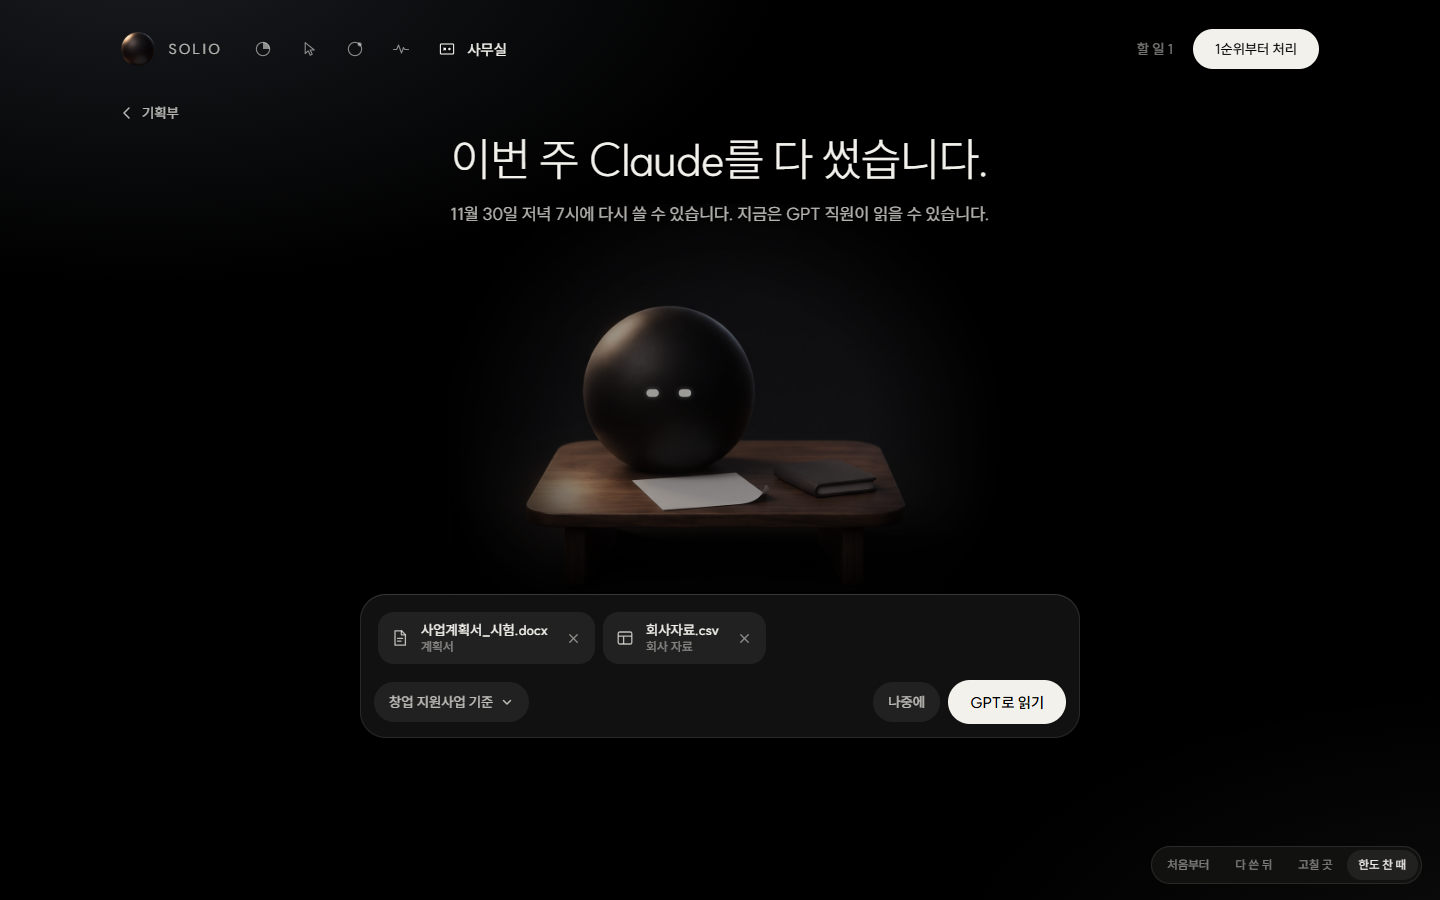 SOLIO
사무실
할 일 1
1순위부터 처리
기획부
이번 주 Claude를 다 썼습니다.
11월 30일 저녁 7시에 다시 쓸 수 있습니다. 지금은 GPT 직원이 읽을 수 있습니다.
사업계획서_시험.docx
계획서
회사자료.csv
회사 자료
창업 지원사업 기준
나중에
GPT로 읽기
처음부터
다 쓴 뒤
고칠 곳
한도 찬 때